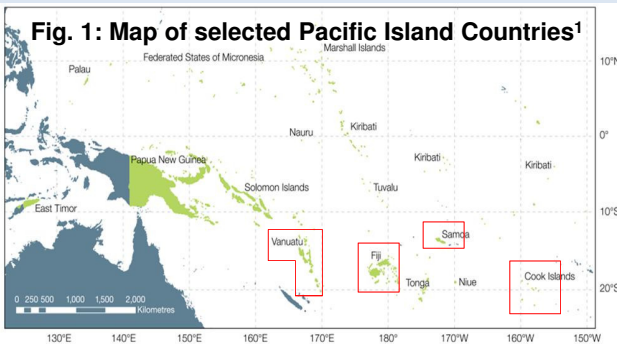 Fig. 1: Map of selected Pacific Island Countries¹
Marshall Islands
Federated States of Micronesia
Palau
10°N
Kiribati
Nauru
0°
Papua New Guinea
Kiribati
Kiribati
Solomon Islands
Tuvalu
East Timor
10°S
Samoa
Vanuatu
Fiji
Cook Islands
Tonga
Niue
20°S
0 250 500 1,000 1,500 2,000
Kilometres
130°E 140°E 150°E 160°E 170°E 180° 170°W 160°W 150°W